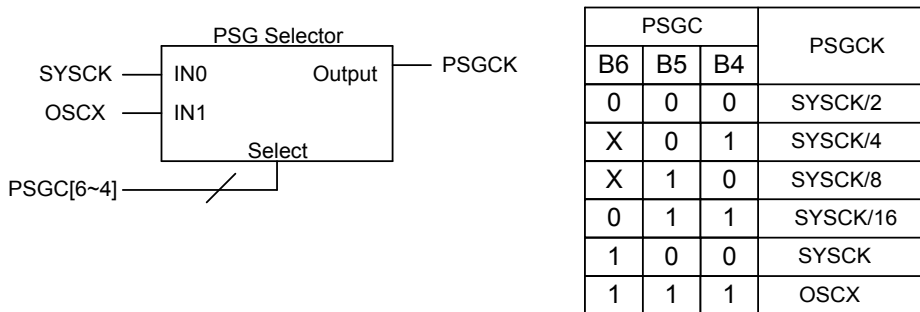 PSG Selector
SYSCK
IN0
Output
PSGCK
OSCX
IN1
Select
PSGC[6~4]
PSGC
PSGCK
B6 B5 B4
0 0 0 SYSCK/2
X 0 1 SYSCK/4
X 1 0 SYSCK/8
0 1 1 SYSCK/16
1 0 0 SYSCK
1 1 1 OSCX